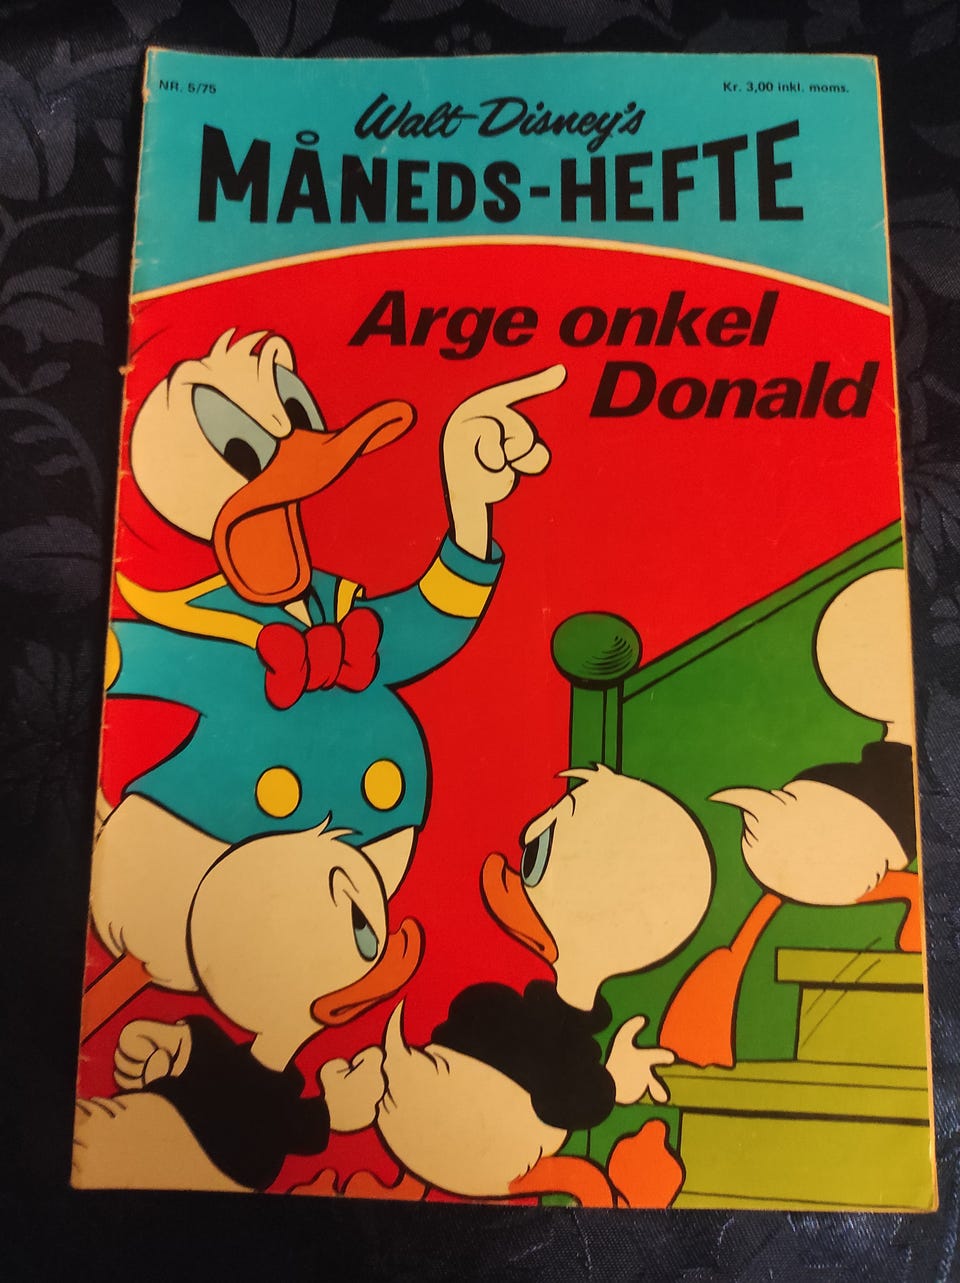 NR. 5/75
Kr. 3,00 inkl. moms.
Walt Disney's
MÅNEDS-HEFTE
Arge onkel
Donald